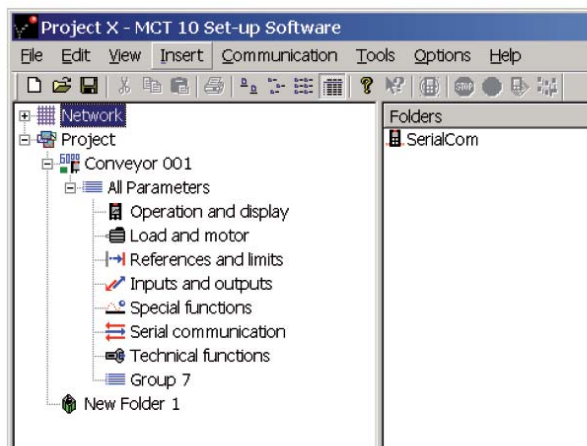 Project X - MCT 10 Set-up Software
File Edit View Insert Communication Tools Options Help
STOP
Network
Folders
Project
SerialCom
5000
Conveyor 001
All Parameters
Operation and display
Load and motor
References and limits
Inputs and outputs
Special functions
Serial communication
Technical functions
Group 7
New Folder 1